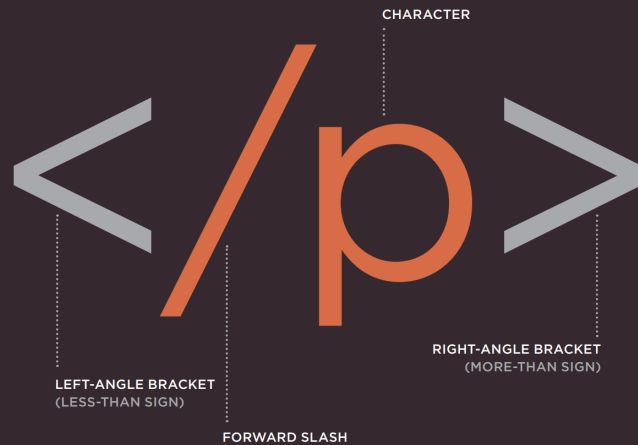 CHARACTER
</p>
RIGHT-ANGLE BRACKET
(MORE-THAN SIGN)
LEFT-ANGLE BRACKET
(LESS-THAN SIGN)
FORWARD SLASH